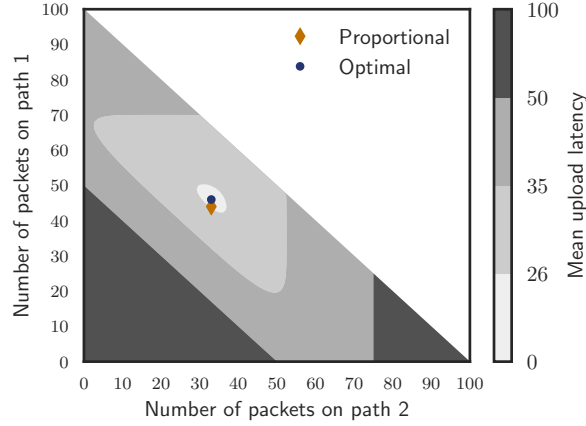 100
90
80
70
60
50
40
30
20
10
0
Number of packets on path 1
0 10 20 30 40 50 60 70 80 90 100
Number of packets on path 2
Proportional
Optimal
100
50
35
26
0
Mean upload latency